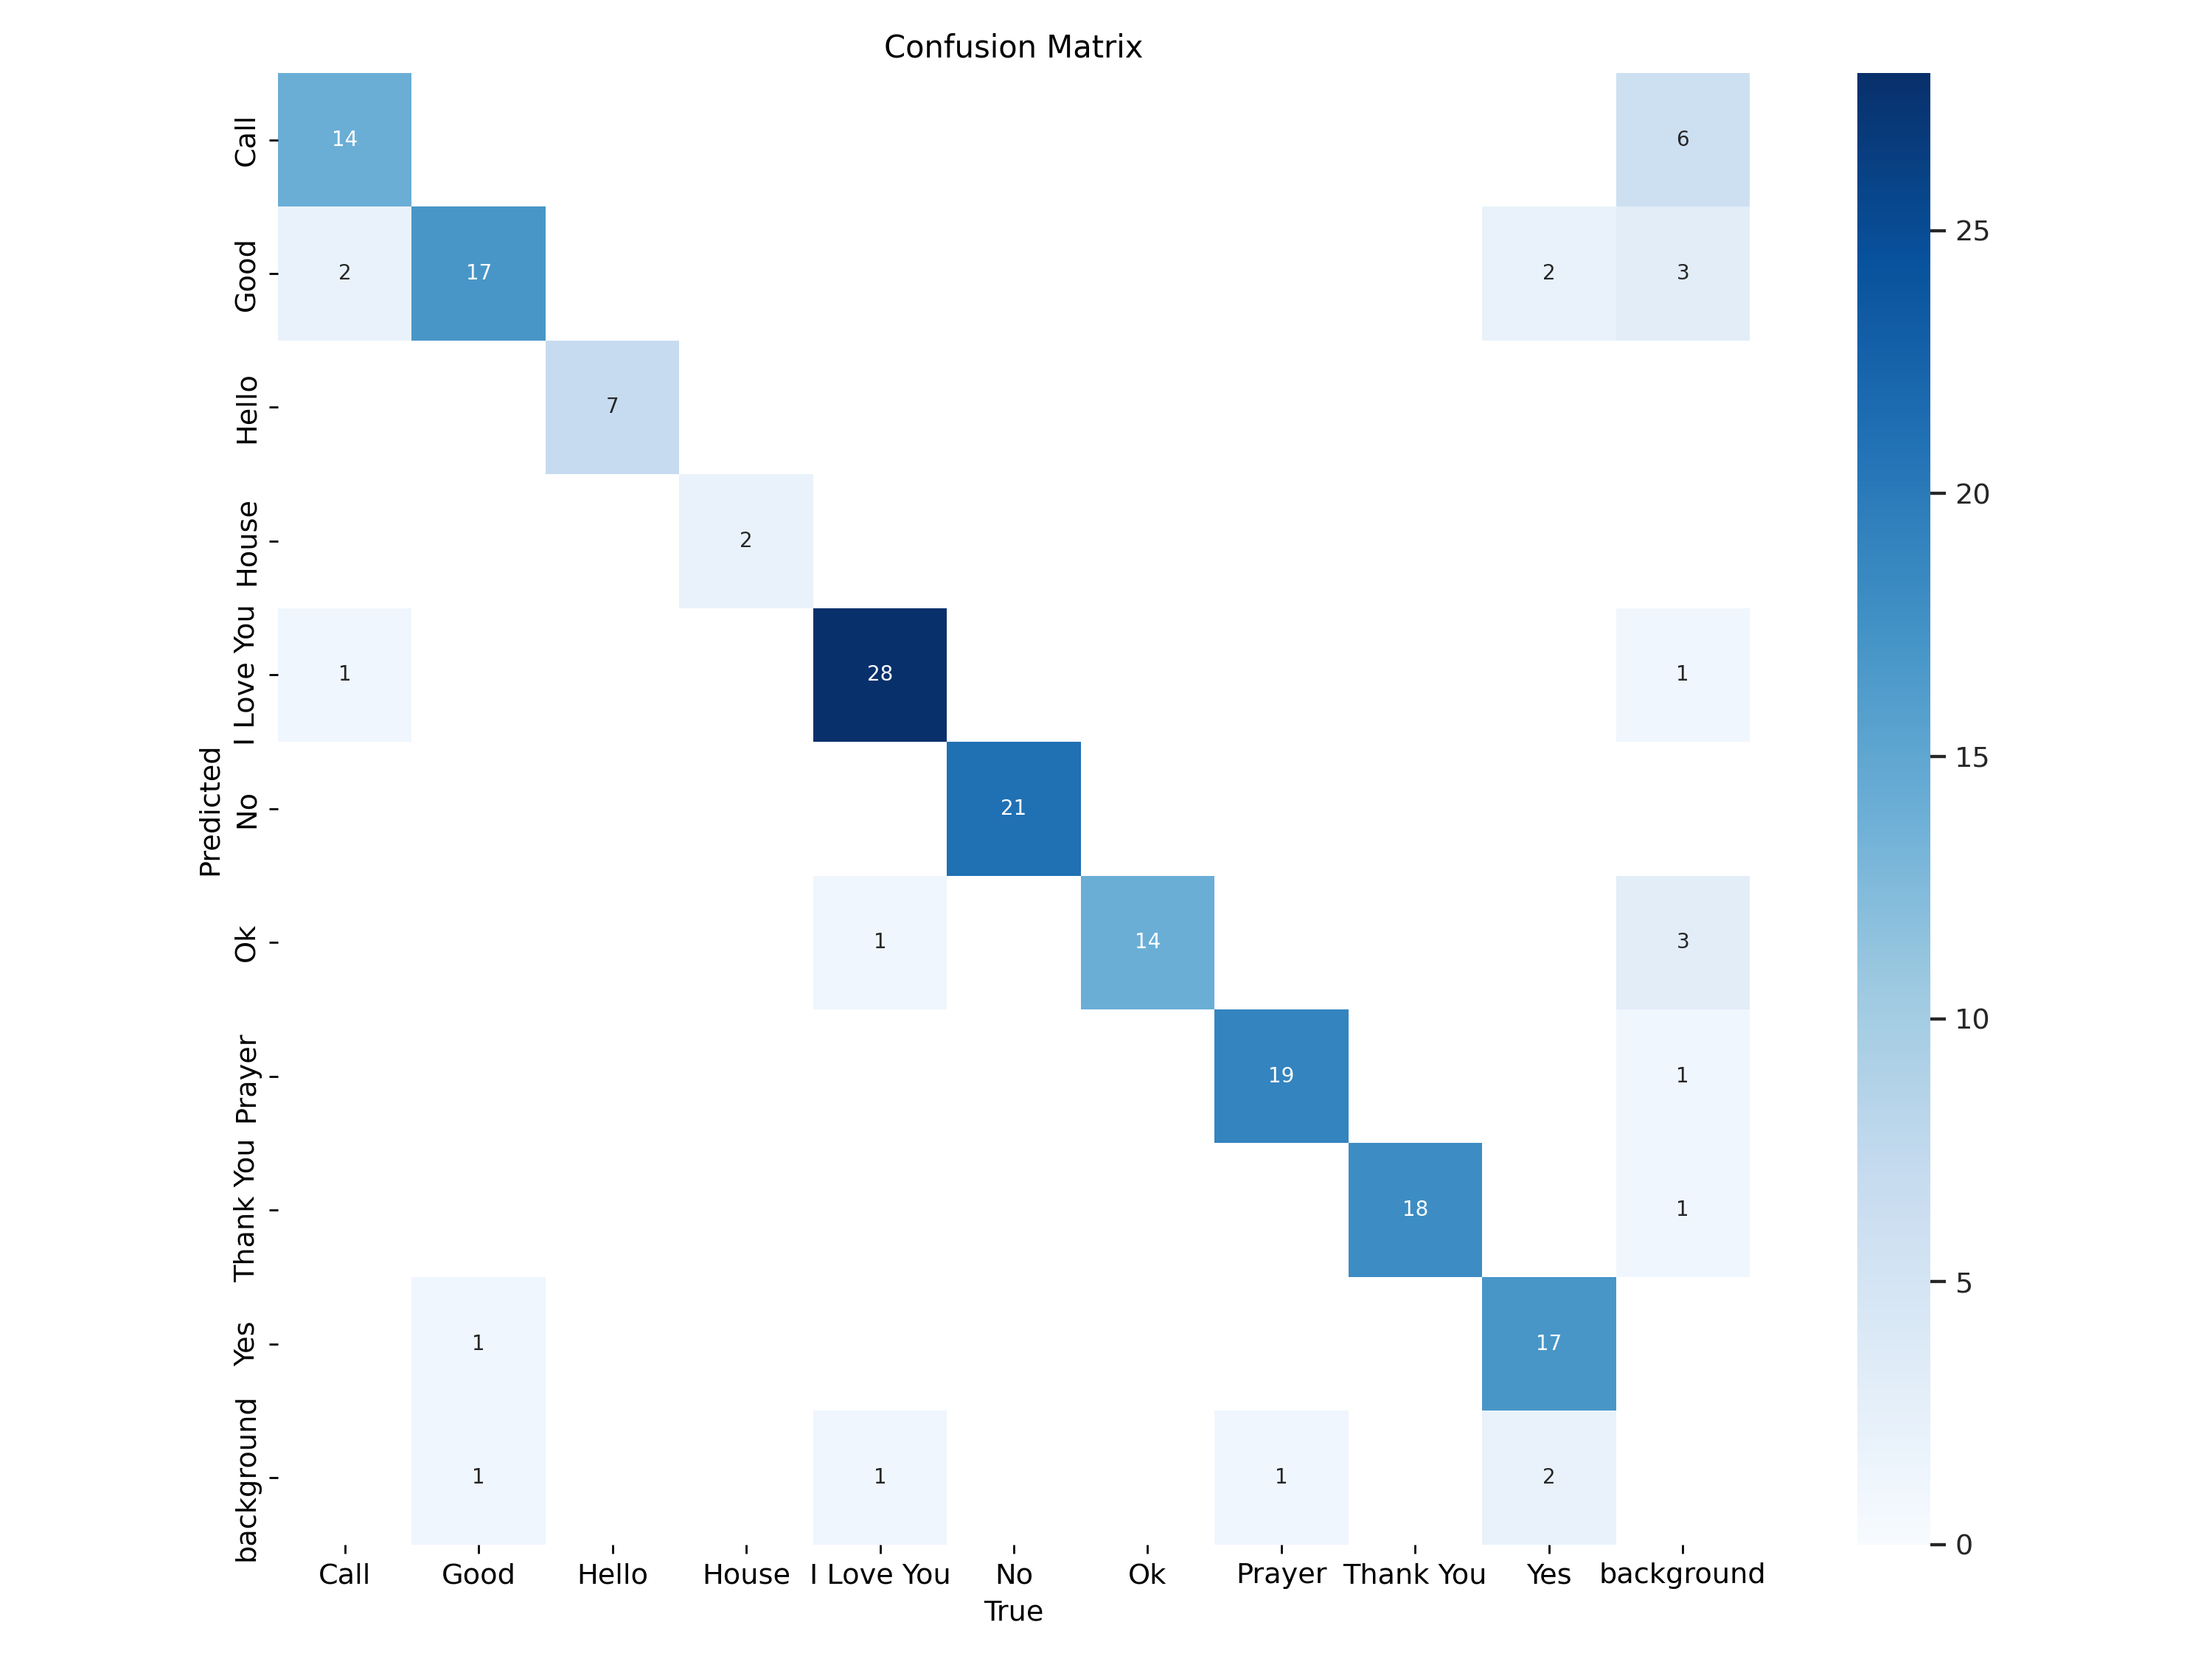 Confusion Matrix
Predicted
Call 14 6
Good 2 17 2 3
Hello 7
House 2
I Love You 1 28 1
No 21
Ok 1 14 3
Prayer 19 1
Thank You 18 1
Yes 1 17
background 1 1 1 2
Call Good Hello House I Love You No Ok Prayer Thank You Yes background
True
25
20
15
10
5
0